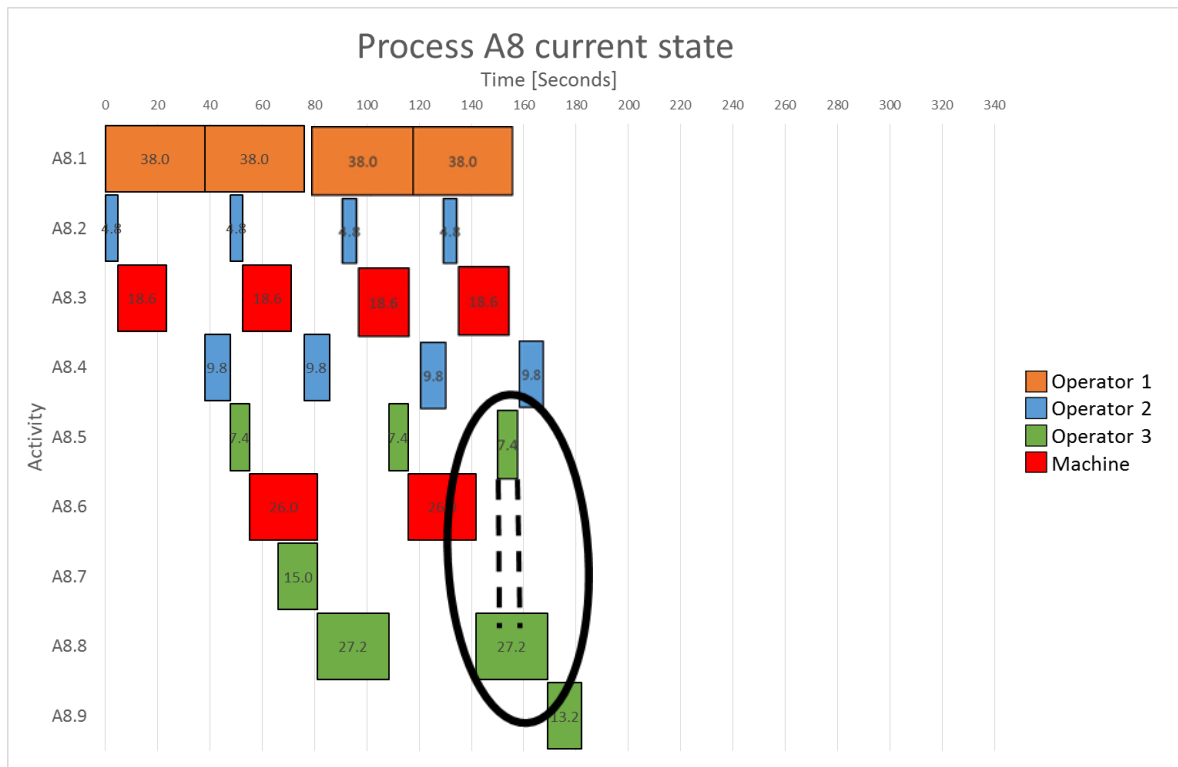 Process A8 current state
Time [Seconds]
0 20 40 60 80 100 120 140 160 180 200 220 240 260 280 300 320 340
A8.1 38.0 38.0 38.0 38.0
A8.2 4.8 4.8 4.8 4.8
A8.3 18.6 18.6 18.6 18.6
A8.4 9.8 9.8 9.8 9.8
A8.5 7.4 7.4 7.4
A8.6 26.0 26.0
A8.7 15.0
A8.8 27.2 27.2
A8.9 13.2
Activity
Operator 1
Operator 2
Operator 3
Machine